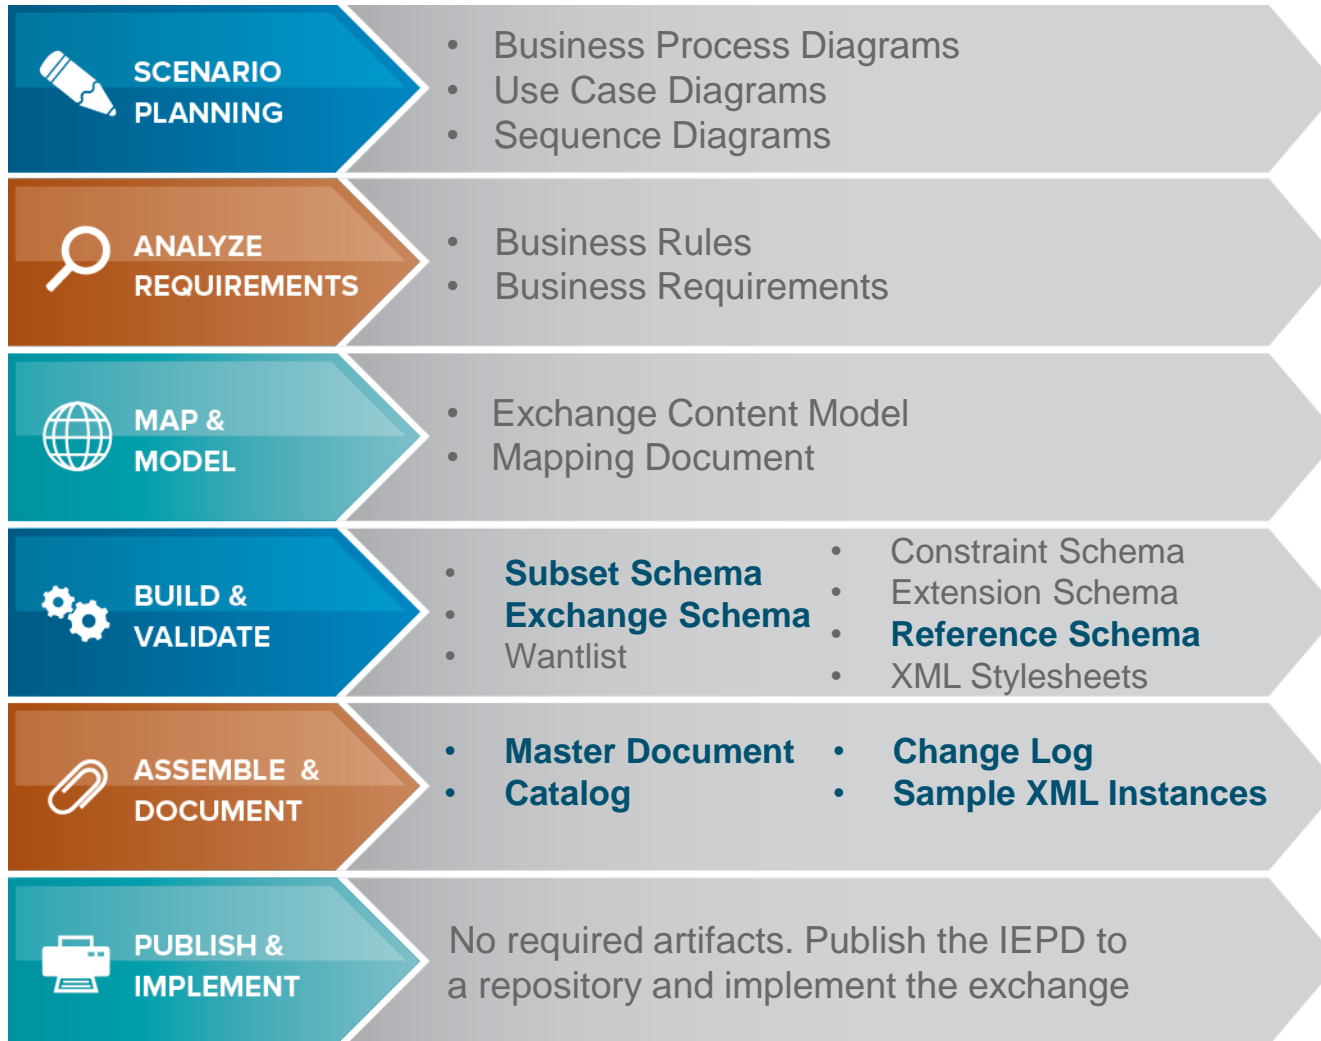 SCENARIO
PLANNING
• Business Process Diagrams
• Use Case Diagrams
• Sequence Diagrams
ANALYZE
REQUIREMENTS
• Business Rules
• Business Requirements
MAP &
MODEL
• Exchange Content Model
• Mapping Document
BUILD &
VALIDATE
• Subset Schema
• Exchange Schema
• Wantlist
• Constraint Schema
• Extension Schema
• Reference Schema
• XML Stylesheets
ASSEMBLE &
DOCUMENT
• Master Document
• Catalog
• Change Log
• Sample XML Instances
PUBLISH &
IMPLEMENT
No required artifacts. Publish the IEPD to
a repository and implement the exchange